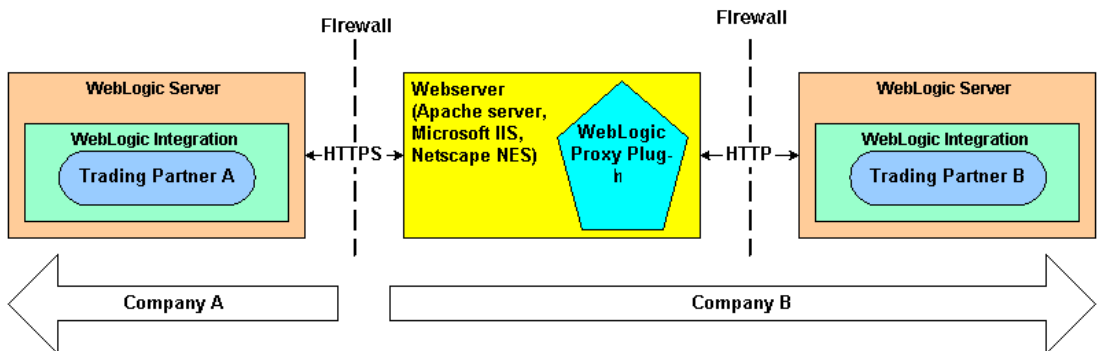 Firewall
Firewall
WebLogic Server
WebLogic Integration
Trading Partner A
HTTPS
Webserver
(Apache server,
Microsoft IIS,
Netscape NES)
WebLogic
Proxy Plug-
in
HTTP
WebLogic Server
WebLogic Integration
Trading Partner B
Company A
Company B